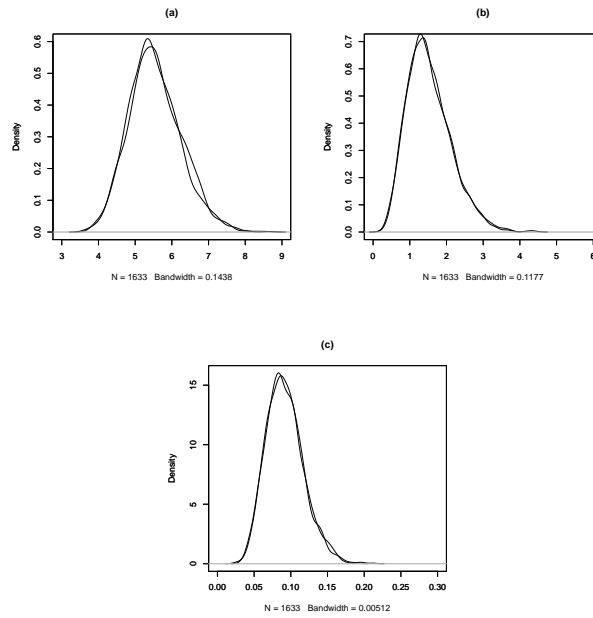 (a)
Density
0.0 0.1 0.2 0.3 0.4 0.5 0.6
3 4 5 6 7 8 9
N = 1633 Bandwidth = 0.1438
(b)
Density
0.0 0.1 0.2 0.3 0.4 0.5 0.6 0.7
0 1 2 3 4 5 6
N = 1633 Bandwidth = 0.1177
(c)
Density
0 5 10 15
0.00 0.05 0.10 0.15 0.20 0.25 0.30
N = 1633 Bandwidth = 0.00512